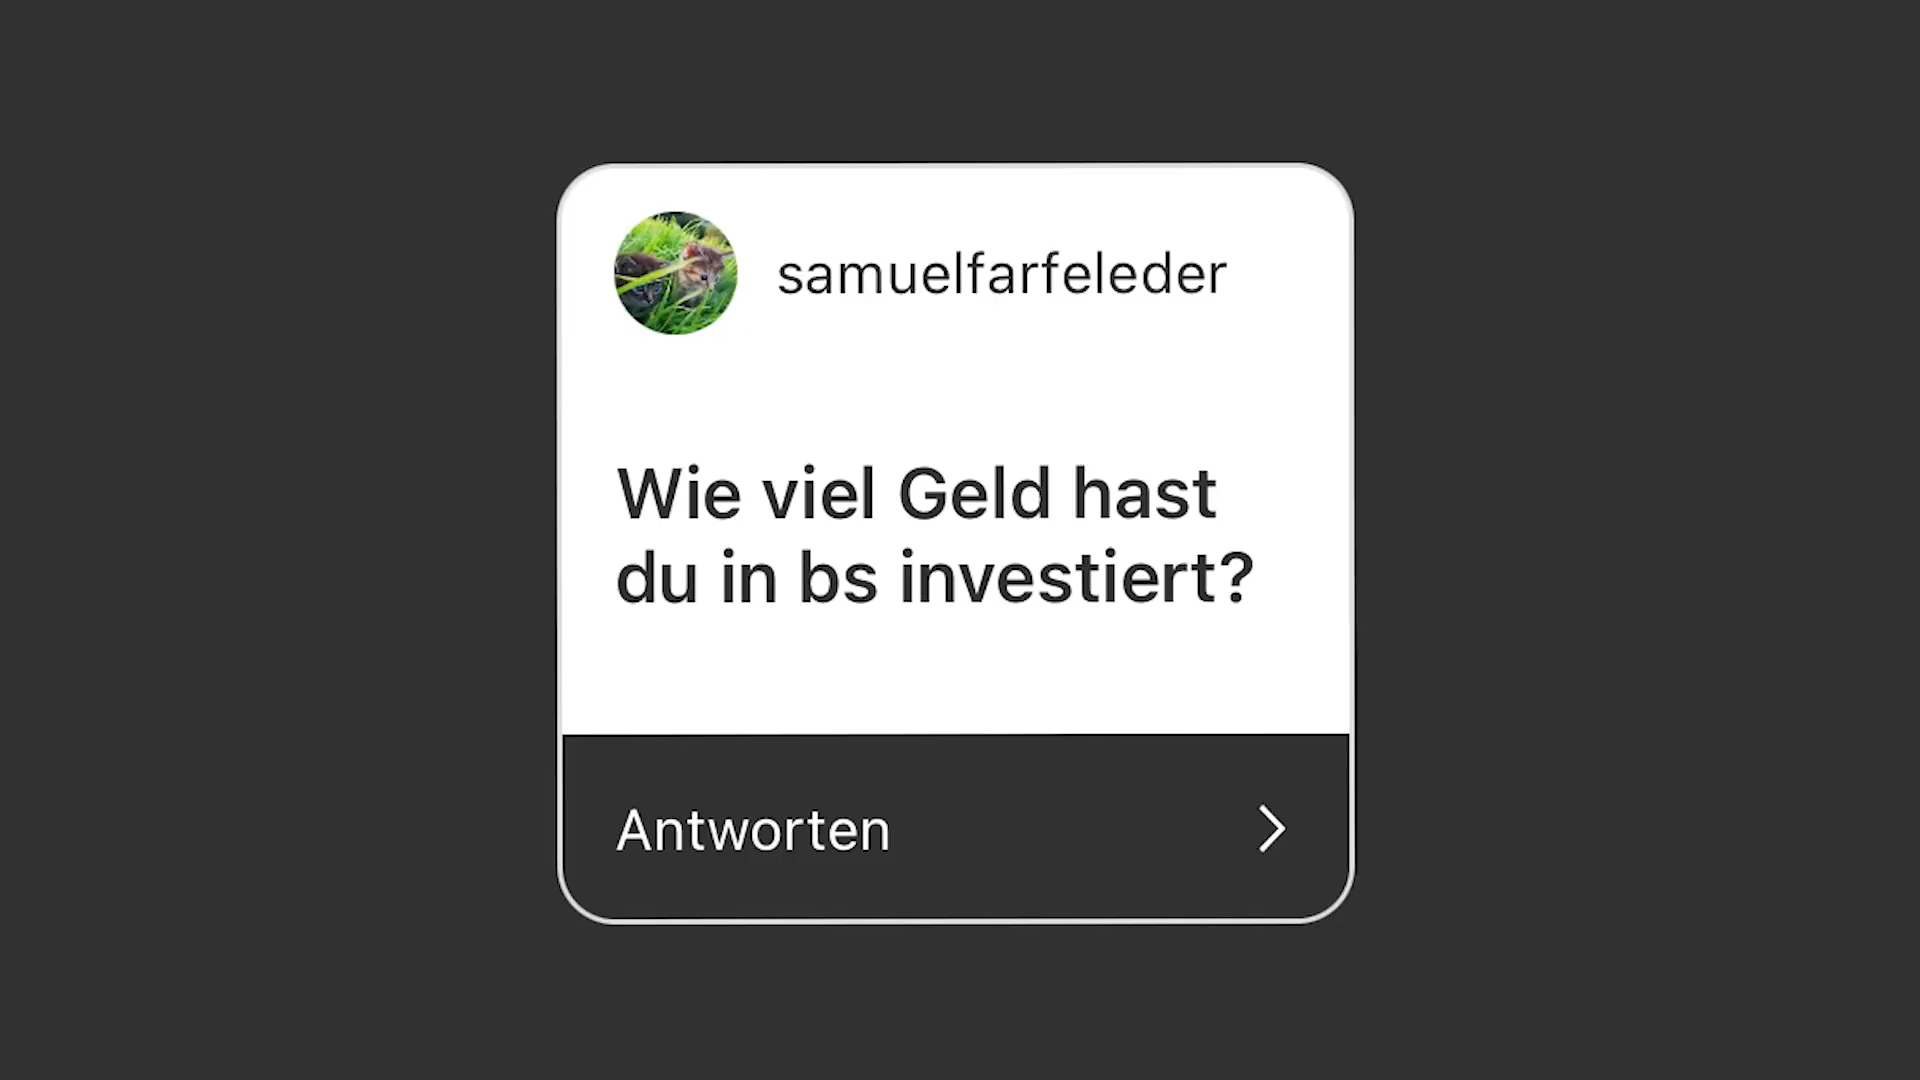 samuelfarfeleder
Wie viel Geld hast
du in bs investiert?
Antworten